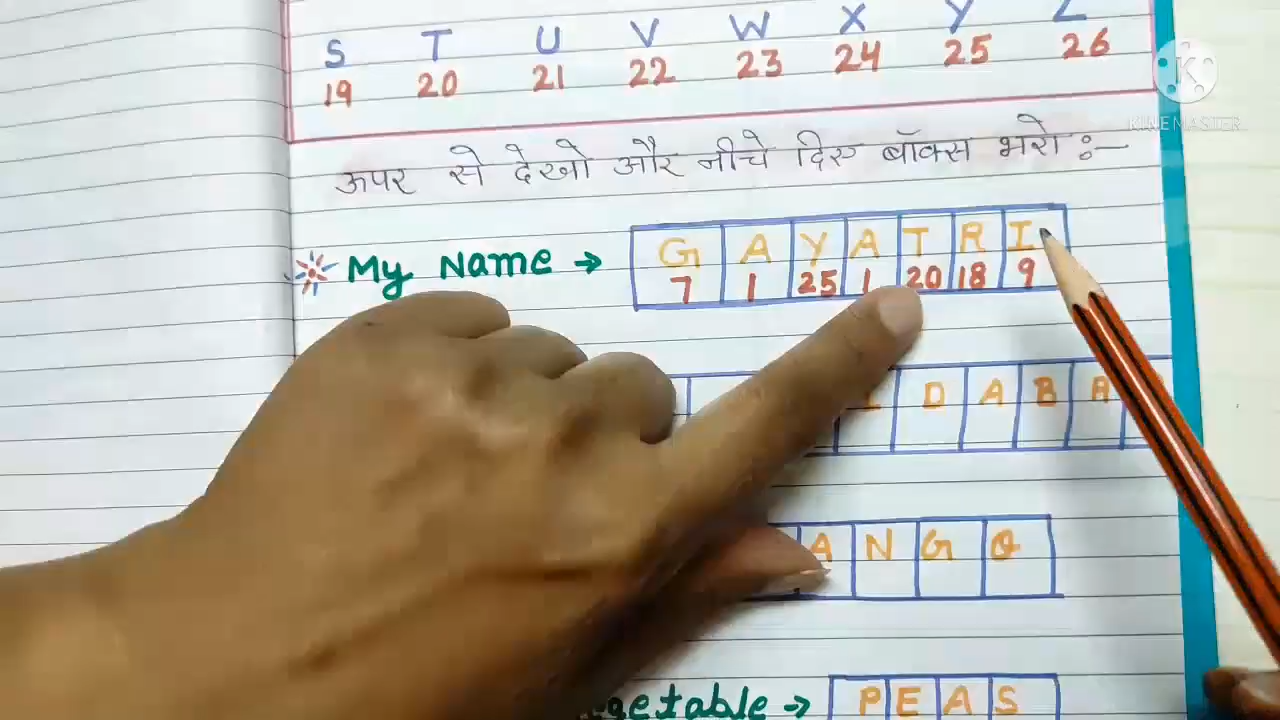 S T U V W X Y Z
19 20 21 22 23 24 25 26
KINEMASTER
ऊपर से देखो और नीचे दिए बॉक्स भरो :-
My Name → G A Y A T R I
7 1 25 1 20 18 9
I D A B A
A N G O
→ P E A S